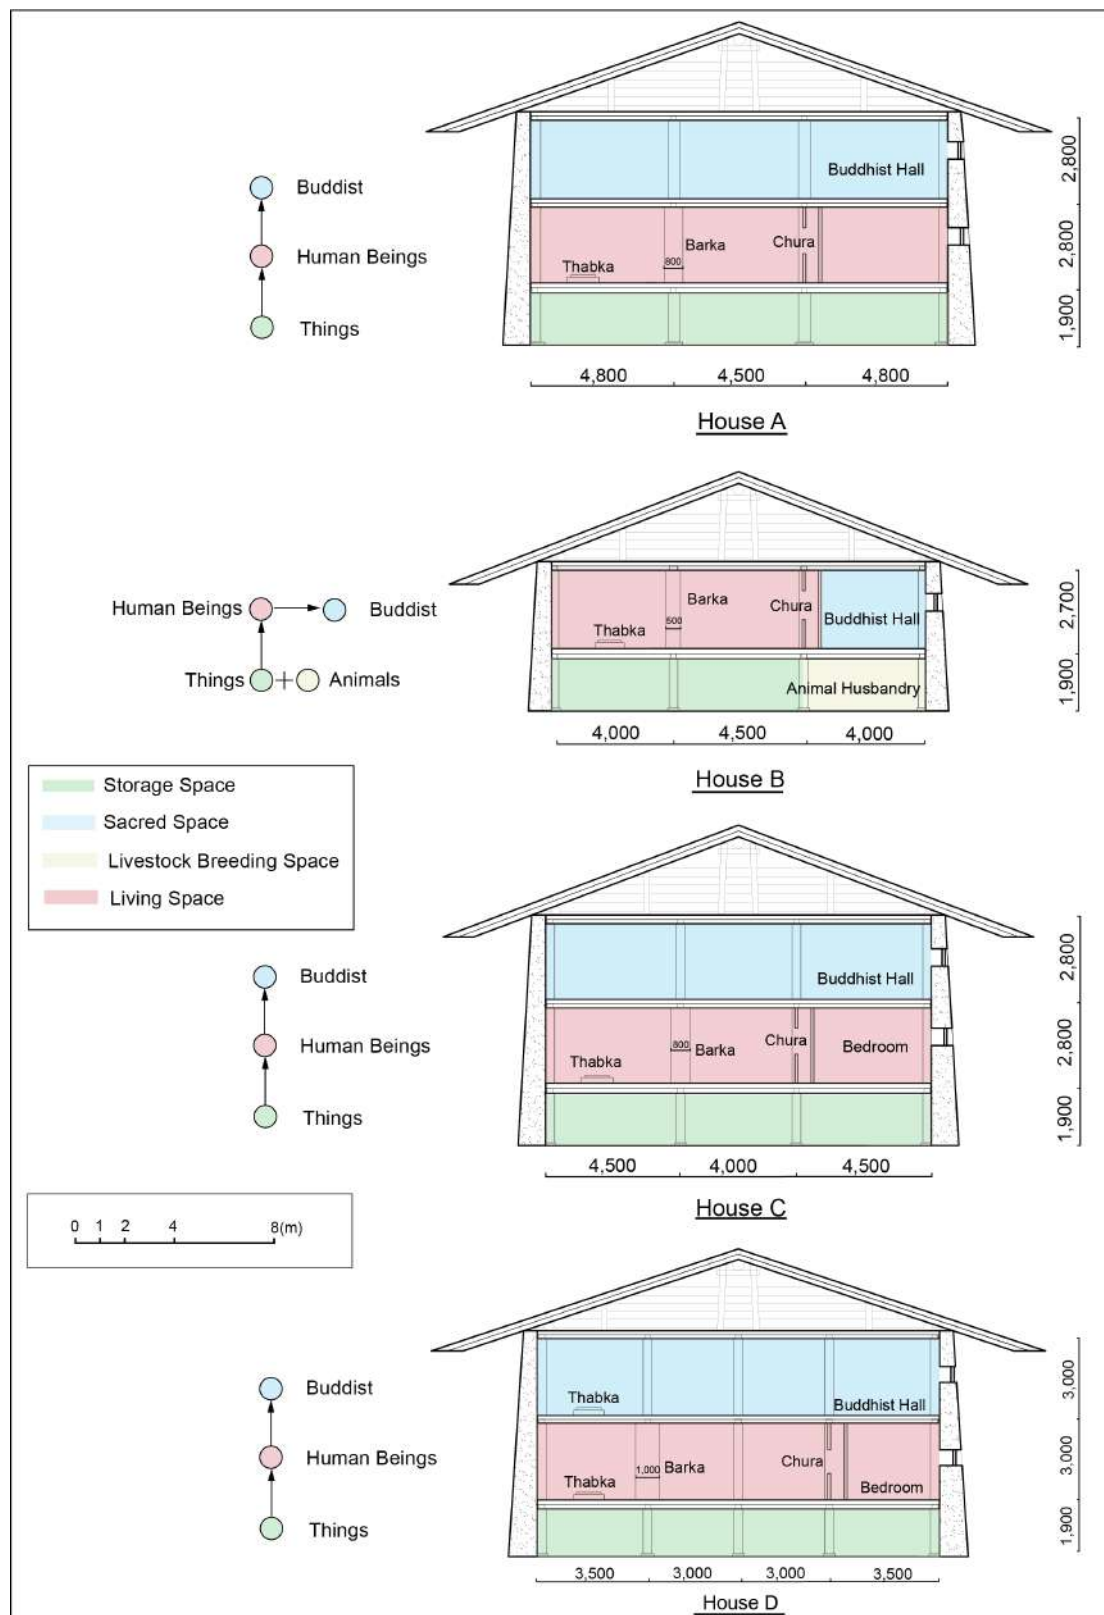 Buddist
Human Beings
Things
Buddhist Hall
Barka
Chura
Thabka
800
2,800
2,800
1,900
4,800
4,500
4,800
House A
Human Beings
Buddist
Things
+
Animals
Barka
Chura
500
Buddhist Hall
Thabka
Animal Husbandry
2,700
1,900
4,000
4,500
4,000
House B
Storage Space
Sacred Space
Livestock Breeding Space
Living Space
Buddist
Human Beings
Things
Buddhist Hall
800
Barka
Chura
Bedroom
Thabka
2,800
2,800
1,900
4,500
4,000
4,500
House C
0 1 2 4 8(m)
Buddist
Human Beings
Things
Thabka
Buddhist Hall
1,000
Barka
Chura
Thabka
Bedroom
3,000
3,000
1,900
3,500
3,000
3,000
3,500
House D